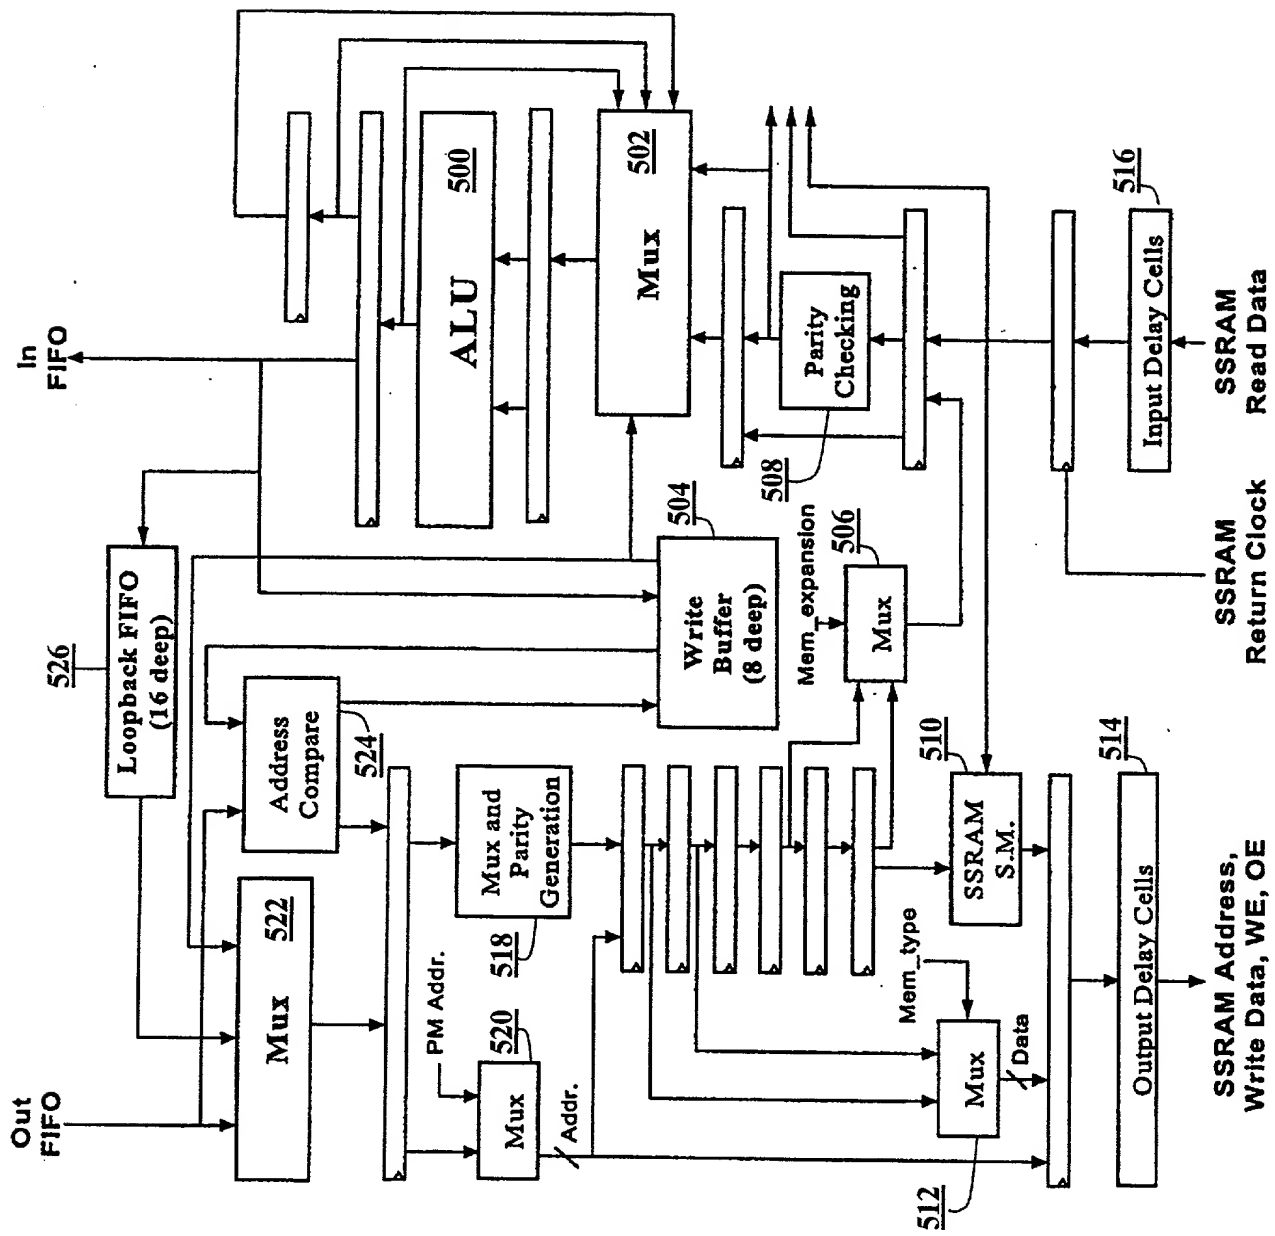 Out
FIFO
In
FIFO
526
Loopback FIFO
(16 deep)
Mux
522
Address
Compare
524
ALU
500
PM Addr.
Mux
520
Addr.
Mux and
Parity
Generation
518
Write
Buffer
(8 deep)
504
Mux
502
Mem_expansion
Mux
506
Parity
Checking
508
Mem_type
Mux
512
Data
SSRAM
S.M.
510
Output Delay Cells
514
Input Delay Cells
516
SSRAM Address,
Write Data, WE, OE
SSRAM
Return Clock
SSRAM
Read Data